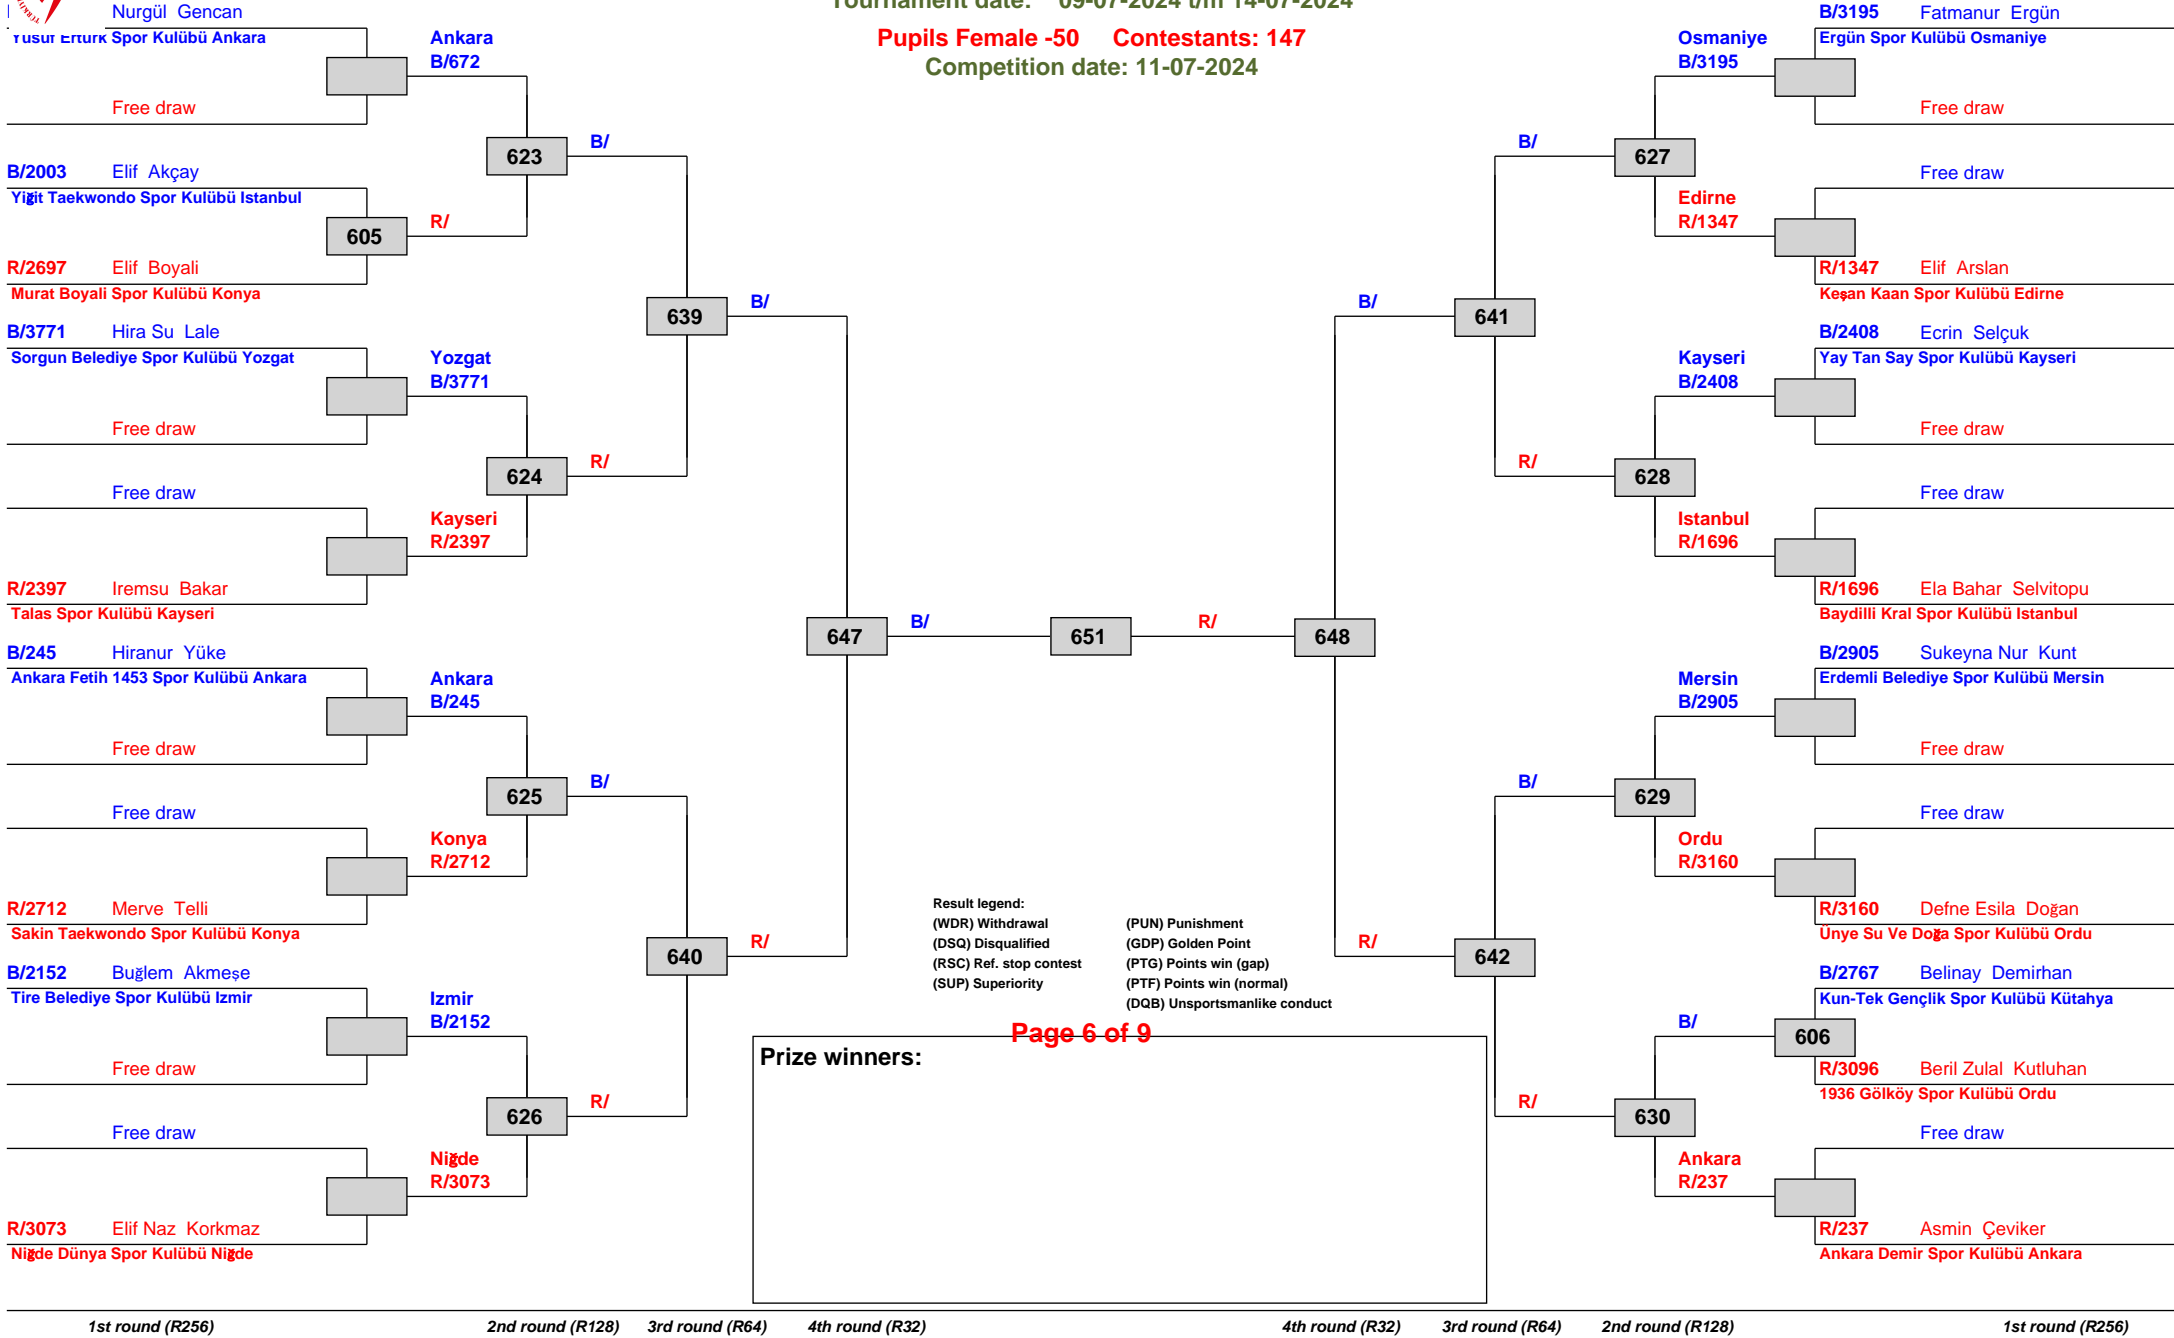 Tournament date: 09-07-2024 t/m 14-07-2024
Pupils Female -50 Contestants: 147
Competition date: 11-07-2024
Nurgül Gencan
Yusuf Ertürk Spor Kulübü Ankara
Ankara
B/672
Free draw
623
B/
B/2003 Elif Akçay
Yiğit Taekwondo Spor Kulübü Istanbul
605
R/
R/2697 Elif Boyali
Murat Boyali Spor Kulübü Konya
639
B/
B/3771 Hira Su Lale
Sorgun Belediye Spor Kulübü Yozgat
Yozgat
B/3771
Free draw
624
R/
Free draw
Kayseri
R/2397
R/2397 Iremsu Bakar
Talas Spor Kulübü Kayseri
647
B/
651
R/
648
B/245 Hiranur Yüke
Ankara Fetih 1453 Spor Kulübü Ankara
Ankara
B/245
Free draw
625
B/
Free draw
Konya
R/2712
R/2712 Merve Telli
Sakin Taekwondo Spor Kulübü Konya
640
R/
B/2152 Buğlem Akmeşe
Tire Belediye Spor Kulübü Izmir
Izmir
B/2152
Free draw
626
R/
Free draw
Niğde
R/3073
R/3073 Elif Naz Korkmaz
Niğde Dünya Spor Kulübü Niğde
B/3195 Fatmanur Ergün
Ergün Spor Kulübü Osmaniye
Osmaniye
B/3195
Free draw
B/
627
Free draw
Edirne
R/1347
R/1347 Elif Arslan
Keşan Kaan Spor Kulübü Edirne
B/
641
B/2408 Ecrin Selçuk
Yay Tan Say Spor Kulübü Kayseri
Kayseri
B/2408
Free draw
R/
628
Free draw
Istanbul
R/1696
R/1696 Ela Bahar Selvitopu
Baydilli Kral Spor Kulübü Istanbul
B/2905 Sukeyna Nur Kunt
Erdemli Belediye Spor Kulübü Mersin
Mersin
B/2905
Free draw
B/
629
Free draw
Ordu
R/3160
R/3160 Defne Esila Doğan
Ünye Su Ve Doğa Spor Kulübü Ordu
R/
642
B/2767 Belinay Demirhan
Kun-Tek Gençlik Spor Kulübü Kütahya
B/
606
R/3096 Beril Zulal Kutluhan
1936 Gölköy Spor Kulübü Ordu
R/
630
Free draw
Ankara
R/237
R/237 Asmin Çeviker
Ankara Demir Spor Kulübü Ankara
Result legend:
(WDR) Withdrawal (PUN) Punishment
(DSQ) Disqualified (GDP) Golden Point
(RSC) Ref. stop contest (PTG) Points win (gap)
(SUP) Superiority (PTF) Points win (normal)
(DQB) Unsportsmanlike conduct
Page 6 of 9
Prize winners:
1st round (R256) 2nd round (R128) 3rd round (R64) 4th round (R32) 4th round (R32) 3rd round (R64) 2nd round (R128) 1st round (R256)